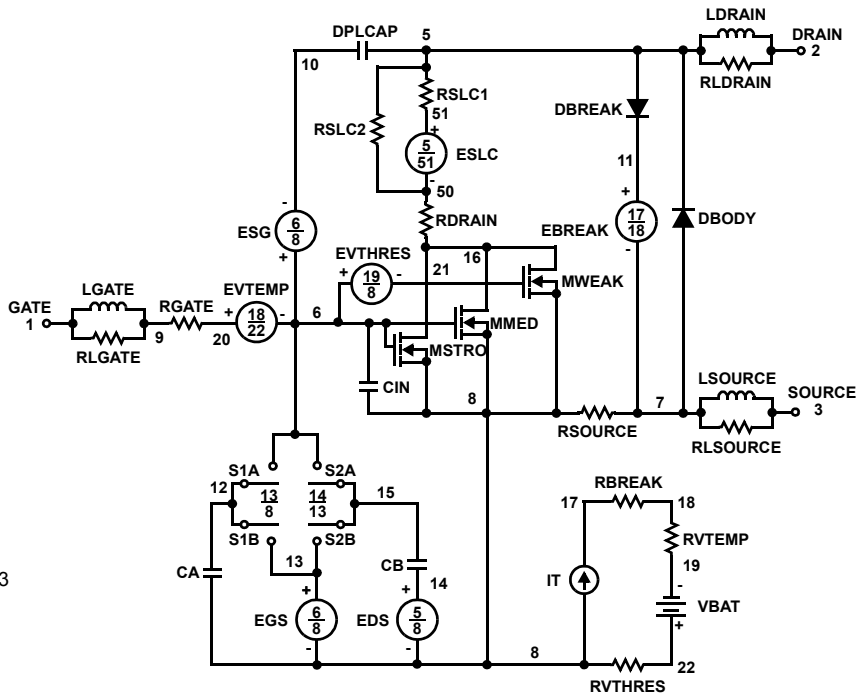 LDRAIN
DPLCAP 5 DRAIN
2
10
RLDRAIN
RSLC1
51
RSLC2
+
5
51
ESLC
-
50
DBREAK
11
+
17
18
EBREAK
-
DBODY
-
6
8
ESG
+
RDRAIN
EVTHRES
16
+ 19
8 -
21
MWEAK
LGATE
GATE
1
RLGATE
9
RGATE
20
EVTEMP
+ 18
22 -
6
MMED
MSTRO
CIN
8
RSOURCE
7
LSOURCE
SOURCE
3
RLSOURCE
S1A
S2A
12
13
8
14
13
15
S1B
S2B
13
CA
CB
14
+
EGS 6
8
-
+
EDS 5
8
-
RBREAK
17 18
RVTEMP
19
IT
-
VBAT
+
8
22
RVTHRES
3